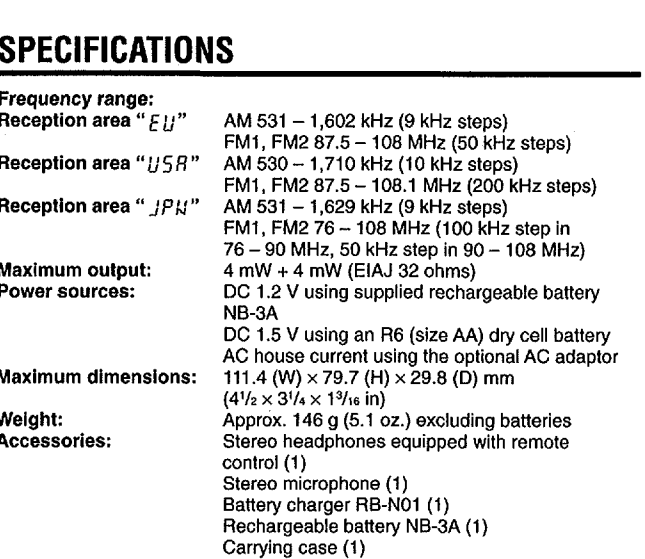 SPECIFICATIONS
Frequency range:
Reception area “EU” AM 531 – 1,602 kHz (9 kHz steps)
FM1, FM2 87.5 – 108 MHz (50 kHz steps)
Reception area “USA” AM 530 – 1,710 kHz (10 kHz steps)
FM1, FM2 87.5 – 108.1 MHz (200 kHz steps)
Reception area “JPN” AM 531 – 1,629 kHz (9 kHz steps)
FM1, FM2 76 – 108 MHz (100 kHz step in
76 – 90 MHz, 50 kHz step in 90 – 108 MHz)
Maximum output: 4 mW + 4 mW (EIAJ 32 ohms)
Power sources: DC 1.2 V using supplied rechargeable battery
NB-3A
DC 1.5 V using an R6 (size AA) dry cell battery
AC house current using the optional AC adaptor
Maximum dimensions: 111.4 (W) × 79.7 (H) × 29.8 (D) mm
(4 1/2 × 3 1/4 × 1 3/16 in)
Weight: Approx. 146 g (5.1 oz.) excluding batteries
Accessories: Stereo headphones equipped with remote
control (1)
Stereo microphone (1)
Battery charger RB-N01 (1)
Rechargeable battery NB-3A (1)
Carrying case (1)